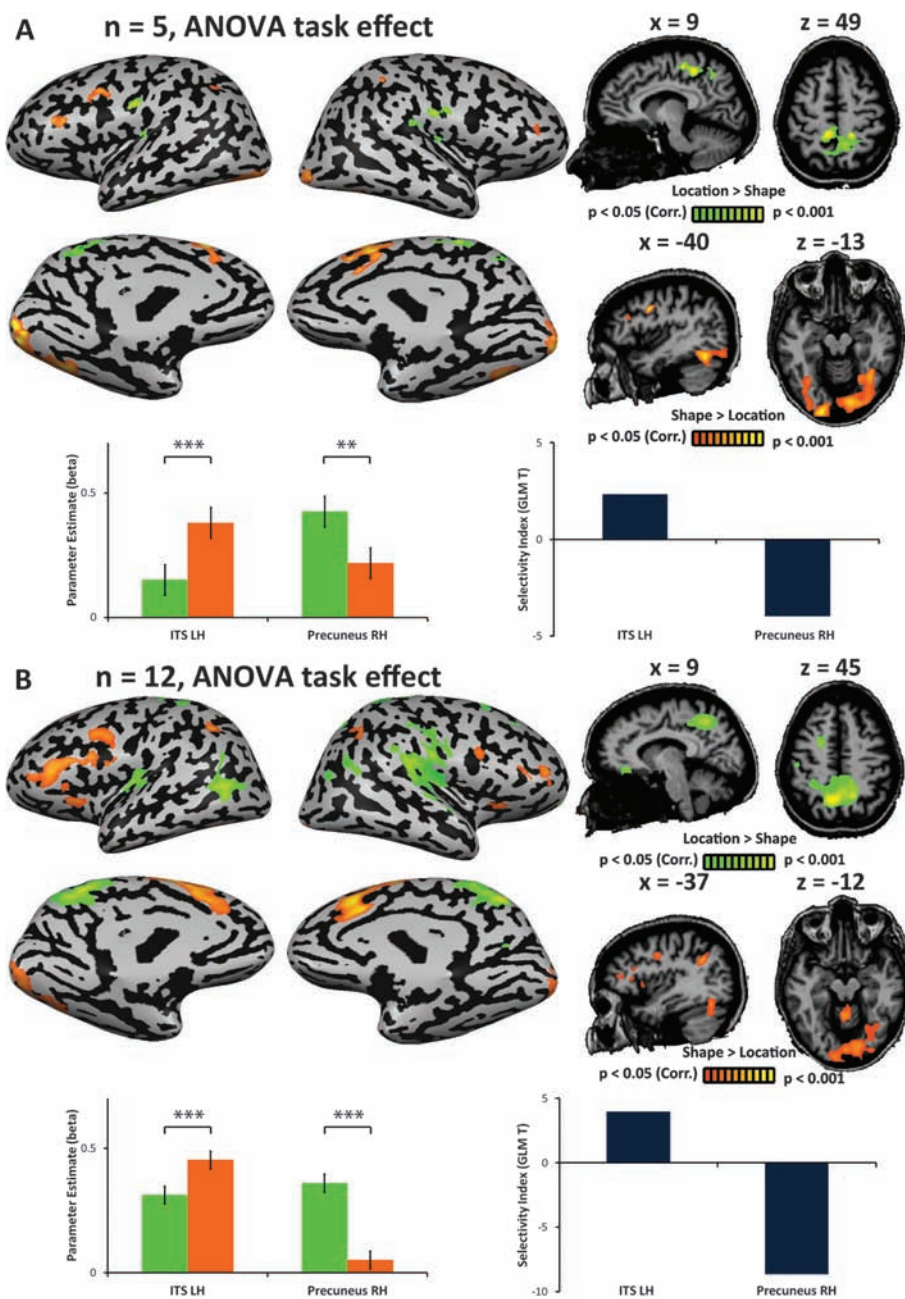 A
n = 5, ANOVA task effect
x = 9
z = 49
Location > Shape
p < 0.05 (Corr.)
p < 0.001
x = -40
z = -13
Shape > Location
p < 0.05 (Corr.)
p < 0.001
Parameter Estimate (beta)
0.5
0
***
**
ITS LH
Precuneus RH
Selectivity Index (GLM T)
5
0
-5
ITS LH
Precuneus RH
B
n = 12, ANOVA task effect
x = 9
z = 45
Location > Shape
p < 0.05 (Corr.)
p < 0.001
x = -37
z = -12
Shape > Location
p < 0.05 (Corr.)
p < 0.001
Parameter Estimate (beta)
0.5
0
***
***
ITS LH
Precuneus RH
Selectivity Index (GLM T)
5
0
-5
-10
ITS LH
Precuneus RH